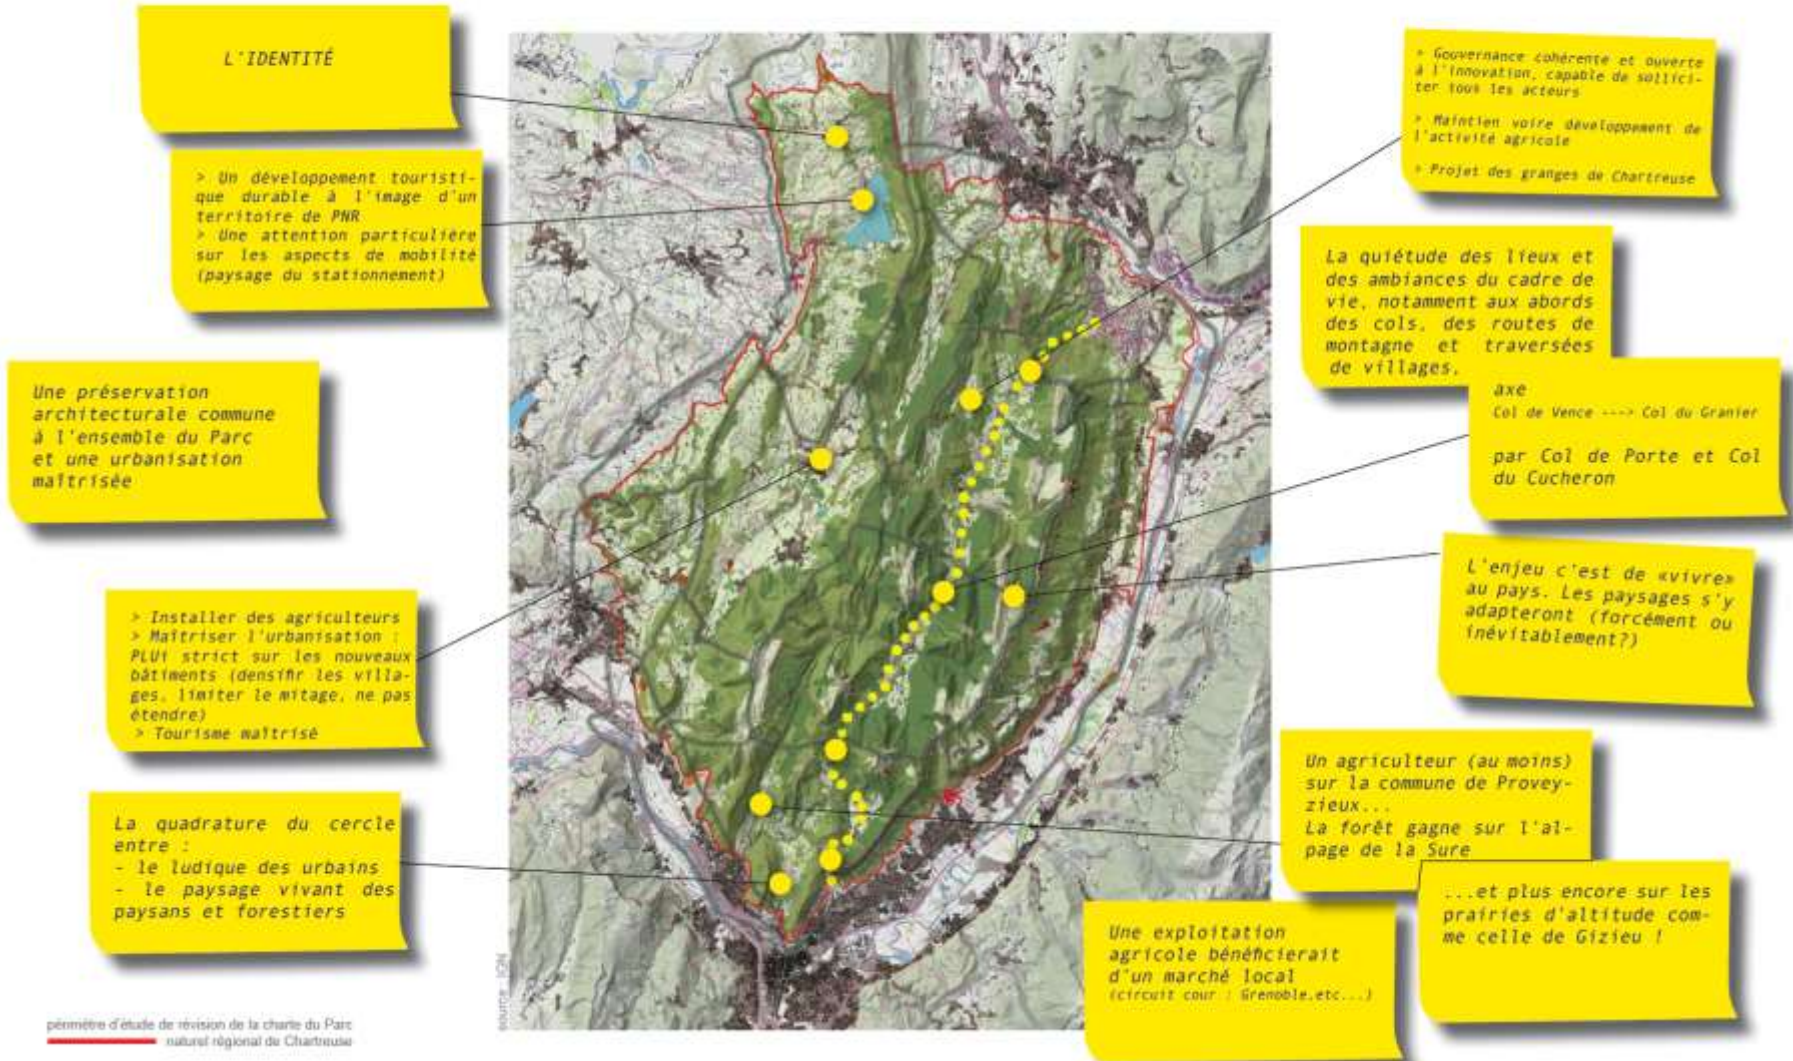 L'IDENTITÉ
> Un développement touristi-
que durable à l'image d'un
territoire de PNR
> Une attention particulière
sur les aspects de mobilité
(paysage du stationnement)
Une préservation
architecturale commune
à l'ensemble du Parc
et une urbanisation
maîtrisée
> Installer des agriculteurs
> Maîtriser l'urbanisation :
PLUi strict sur les nouveaux
bâtiments (densifir les villa-
ges, limiter le mitage, ne pas
étendre)
> Tourisme maîtrisé
La quadrature du cercle
entre :
- le ludique des urbains
- le paysage vivant des
paysans et forestiers
périmètre d'étude de révision de la charte du Parc
naturel régional de Chartreuse
source : IGN
> Gouvernance cohérente et ouverte
à l'innovation, capable de sollici-
ter tous les acteurs
> Maintien voire développement de
l'activité agricole
> Projet des granges de Chartreuse
La quiétude des lieux et
des ambiances du cadre de
vie, notamment aux abords
des cols, des routes de
montagne et traversées
de villages.
axe
Col de Vence ---> Col du Granier
par Col de Porte et Col
du Cucheron
L'enjeu c'est de «vivre»
au pays. Les paysages s'y
adapteront (forcément ou
inévitablement?)
Un agriculteur (au moins)
sur la commune de Provey-
zieux...
La forêt gagne sur l'al-
page de la Sure
...et plus encore sur les
prairies d'altitude com-
me celle de Gizieu !
Une exploitation
agricole bénéficierait
d'un marché local
(circuit cour : Grenoble,etc...)